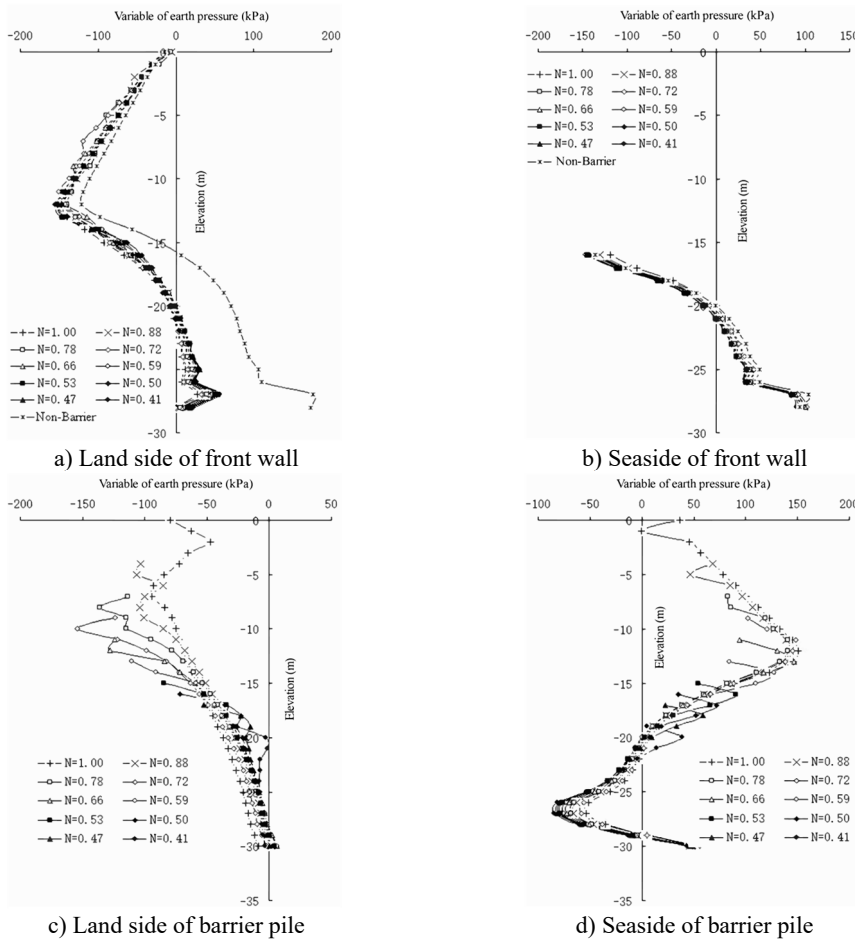 Variable of earth pressure (kPa)
-200 -100 0 100 200
0
-5
-10
-15
-20
-25
-30
Elevation (m)
N=1.00 N=0.88
N=0.78 N=0.72
N=0.66 N=0.59
N=0.53 N=0.50
N=0.47 N=0.41
Non-Barrier
a) Land side of front wall
Variable of earth pressure (kPa)
-200 -150 -100 -50 0 50 100 150
0
-5
-10
-15
-20
-25
-30
Elevation (m)
N=1.00 N=0.88
N=0.78 N=0.72
N=0.66 N=0.59
N=0.53 N=0.50
N=0.47 N=0.41
Non-Barrier
b) Seaside of front wall
Variable of earth pressure (kPa)
-200 -150 -100 -50 0 50
0
-5
-10
-15
-20
-25
-30
-35
Elevation (m)
N=1.00 N=0.88
N=0.78 N=0.72
N=0.66 N=0.59
N=0.53 N=0.50
N=0.47 N=0.41
c) Land side of barrier pile
Variable of earth pressure (kPa)
-100 -50 0 50 100 150 200
0
-5
-10
-15
-20
-25
-30
-35
Elevation (m)
N=1.00 N=0.88
N=0.78 N=0.72
N=0.66 N=0.59
N=0.53 N=0.50
N=0.47 N=0.41
d) Seaside of barrier pile